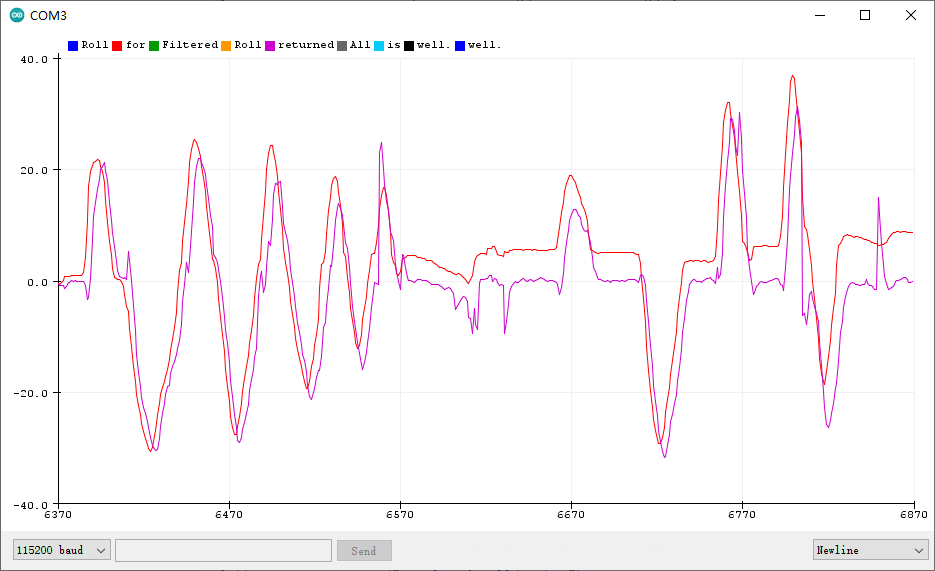 COM3
Roll for Filtered Roll returned All is well. well.
40.0
20.0
0.0
-20.0
-40.0
6370 6470 6570 6670 6770 6870
115200 baud Send Newline